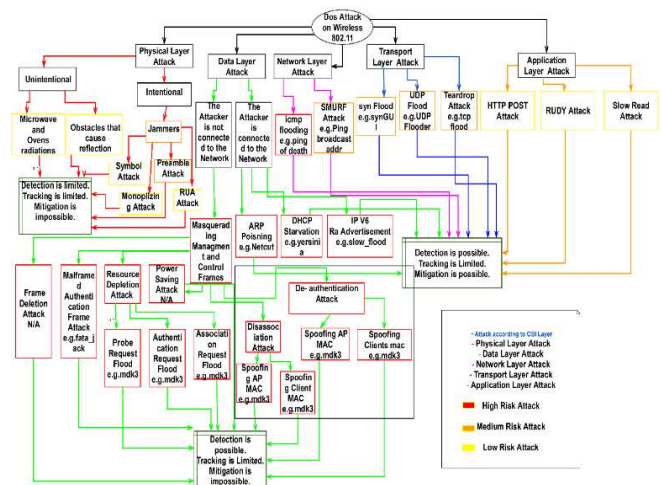 Dos Attack
on Wireless
802.11
Physical Layer
Attack
Data Layer
Attack
Network Layer
Attack
Transport
Layer Attack
Application
Layer Attack
Unintentional
Intentional
Microwave
and
Ovens
radiations
Obstacles that
cause
reflection
Jammers
Symbol
Attack
Preamble
Attack
Monoplizin
g Attack
RUA
Attack
Detection is limited.
Tracking is limited.
Mitigation is
impossible.
The
Attacker
is not
connecte
d to the
Network
The
Attacker
is connecte
d to the
Network
icmp
flooding
e.g.ping
of death
SMURF
Attack
e.g.Ping
broadcast
addr
syn Flood
e.g.synGU
I
UDP
Flood
e.g.UDP
Flooder
Teardrop
Attack
e.g.tcp
flood
HTTP POST
Attack
RUDY Attack
Slow Read
Attack
Masquerad
ing
Managment
and
Control
Frames
ARP
Poisning
e.g.Netcut
DHCP
Starvation
e.g.yersini
a
IP V6
Ra Advertisement
e.g.slow_flood
Detection is possible.
Tracking is Limited.
Mitigation is possible.
Frame
Deletion
Attack
N/A
Malframe
d
Authenti
cation
Frame
Attack
e.g.fata_j
ack
Resource
Depletion
Attack
Power
Saving
Attack
N/A
De- authentication
Attack
Probe
Request
Flood
e.g.mdk3
Authenti
cation
Request
Flood
e.g.mdk3
Associati
on
Request
Flood
e.g.mdk3
Disasso
ciation
Attack
Spoofing AP
MAC
e.g.mdk3
Spoofing
Clients mac
e.g.mdk3
Spoofin
g AP
MAC
e.g.mdk3
Spoofin
g Client
MAC
e.g.mdk3
Detection is
possible.
Tracking is Limited.
Mitigation is
impossible.
- Attack according to OSI Layer
- Physical Layer Attack
- Data Layer Attack
- Network Layer Attack
- Transport Layer Attack
- Application Layer Attack
High Risk Attack
Medium Risk Attack
Low Risk Attack